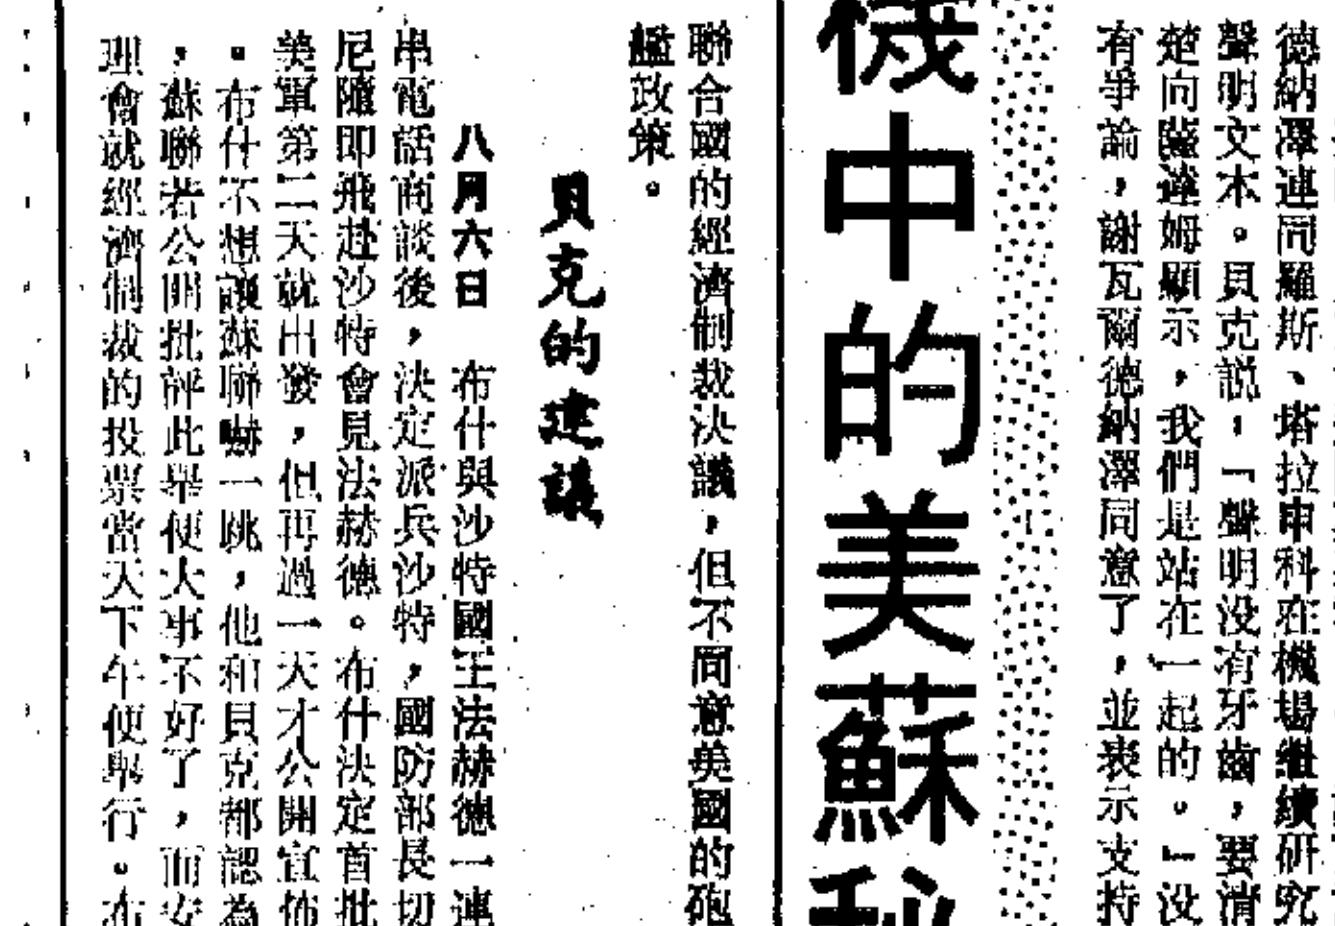 德納澤連同羅斯、塔拉申科在機場繼續研究
聲明文本。貝克説，「聲明没有牙齒，要清
楚向薩達姆顯示，我們是站在一起的。」没
有爭論，謝瓦爾德納澤同意了，並表示支持
機中的美蘇秘
聯合國的經濟制裁決議，但不同意美國的砲
艦政策。
貝克的建議
八月六日　布什與沙特國王法赫德一連
串電話商談後，決定派兵沙特，國防部長切
尼隨即飛赴沙特會見法赫德。布什決定首批
美軍第二天就出發，但再過一天才公開宣佈
。布什不想讓蘇聯嚇一跳，他和貝克都認為
，蘇聯若公開批評此舉便大事不好了，而安
理會就經濟制裁的投票當天下午便舉行。布